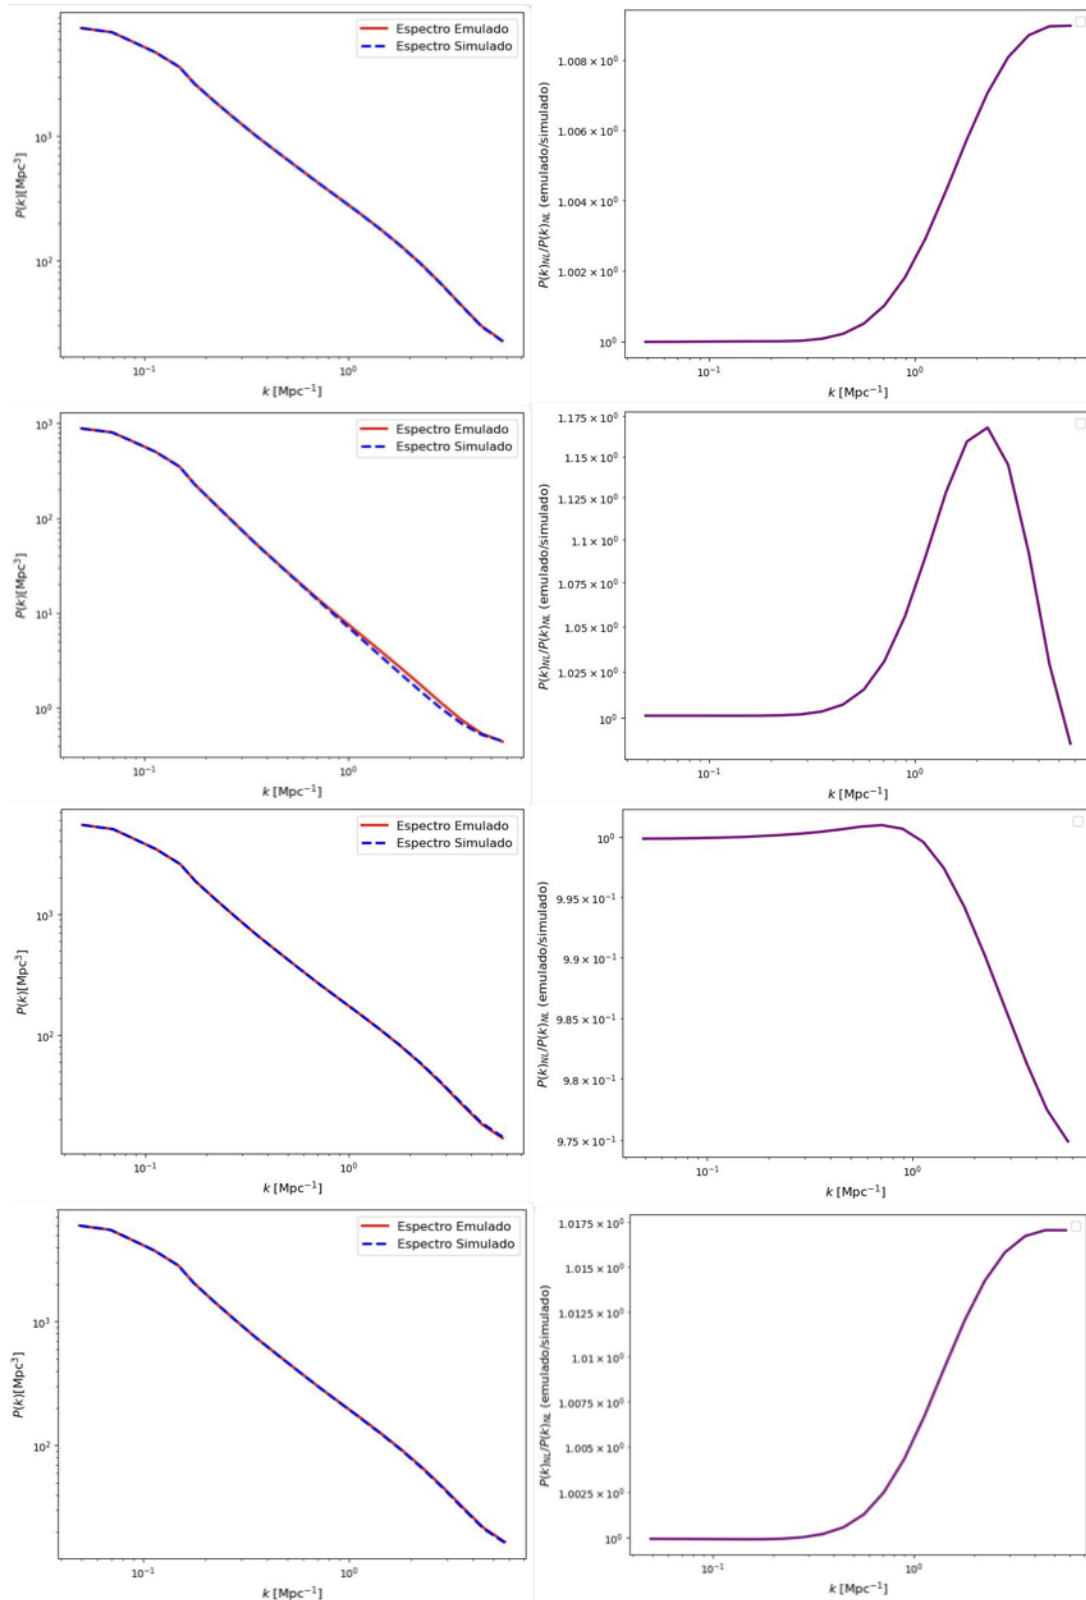 Espectro Emulado
Espectro Simulado
10³
10²
P(k)[Mpc³]
10⁻¹
10⁰
k [Mpc⁻¹]
1.008 × 10⁰
1.006 × 10⁰
1.004 × 10⁰
1.002 × 10⁰
10⁰
P(k)NL/P(k)NL (emulado/simulado)
10⁻¹
10⁰
k [Mpc⁻¹]
Espectro Emulado
Espectro Simulado
10³
10²
10¹
10⁰
P(k)[Mpc³]
10⁻¹
10⁰
k [Mpc⁻¹]
1.175 × 10⁰
1.15 × 10⁰
1.125 × 10⁰
1.1 × 10⁰
1.075 × 10⁰
1.05 × 10⁰
1.025 × 10⁰
10⁰
P(k)NL/P(k)NL (emulado/simulado)
10⁻¹
10⁰
k [Mpc⁻¹]
Espectro Emulado
Espectro Simulado
10³
10²
P(k)[Mpc³]
10⁻¹
10⁰
k [Mpc⁻¹]
10⁰
9.95 × 10⁻¹
9.9 × 10⁻¹
9.85 × 10⁻¹
9.8 × 10⁻¹
9.75 × 10⁻¹
P(k)NL/P(k)NL (emulado/simulado)
10⁻¹
10⁰
k [Mpc⁻¹]
Espectro Emulado
Espectro Simulado
10³
10²
P(k)[Mpc³]
10⁻¹
10⁰
k [Mpc⁻¹]
1.0175 × 10⁰
1.015 × 10⁰
1.0125 × 10⁰
1.01 × 10⁰
1.0075 × 10⁰
1.005 × 10⁰
1.0025 × 10⁰
10⁰
P(k)NL/P(k)NL (emulado/simulado)
10⁻¹
10⁰
k [Mpc⁻¹]